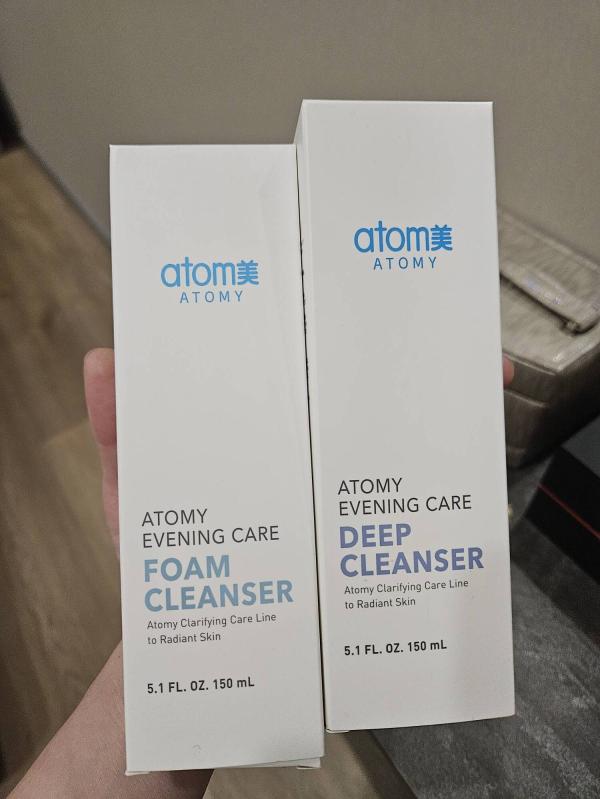 atom美
ATOMY
ATOMY
EVENING CARE
FOAM
CLEANSER
Atomy Clarifying Care Line
to Radiant Skin
5.1 FL. OZ. 150 mL
atom美
ATOMY
ATOMY
EVENING CARE
DEEP
CLEANSER
Atomy Clarifying Care Line
to Radiant Skin
5.1 FL. OZ. 150 mL